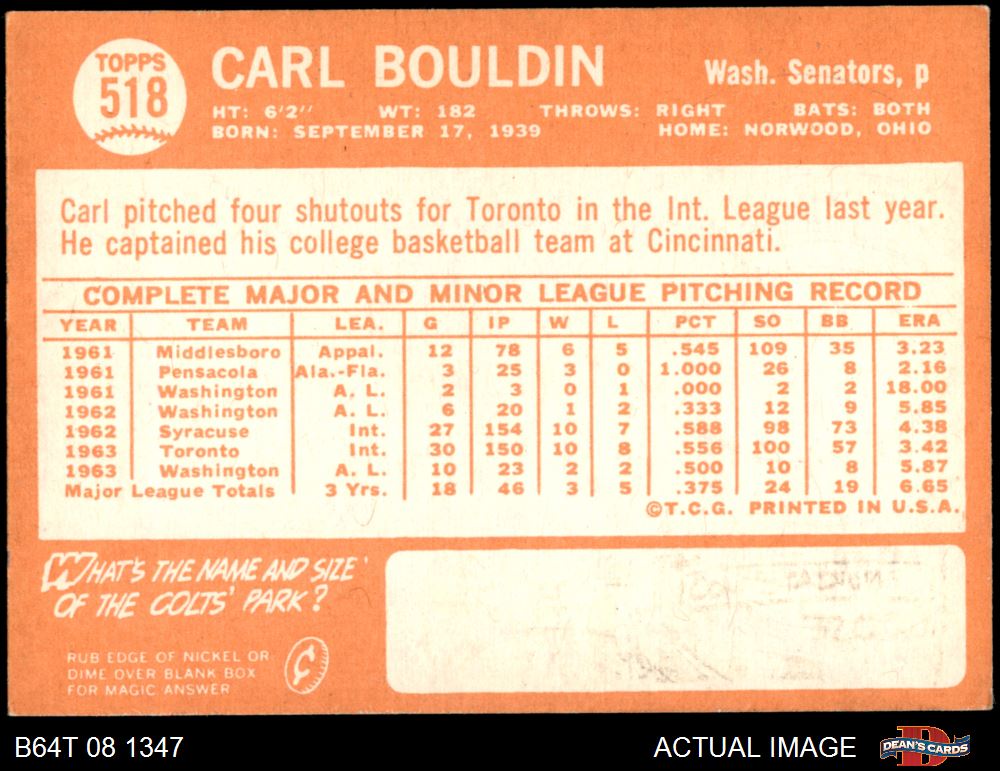 TOPPS
518
CARL BOULDIN
Wash. Senators, p
HT: 6'2" WT: 182 THROWS: RIGHT BATS: BOTH
BORN: SEPTEMBER 17, 1939 HOME: NORWOOD, OHIO
Carl pitched four shutouts for Toronto in the Int. League last year.
He captained his college basketball team at Cincinnati.
COMPLETE MAJOR AND MINOR LEAGUE PITCHING RECORD
YEAR TEAM LEA. G IP W L PCT SO BB ERA
1961 Middlesboro Appal. 12 78 6 5 .545 109 35 3.23
1961 Pensacola Ala.-Fla. 3 25 3 0 1.000 26 8 2.16
1961 Washington A. L. 2 3 0 1 .000 2 2 18.00
1962 Washington A. L. 6 20 1 2 .333 12 9 5.85
1962 Syracuse Int. 27 154 10 7 .588 98 73 4.38
1963 Toronto Int. 30 150 10 8 .556 100 57 3.42
1963 Washington A. L. 10 23 2 2 .500 10 8 5.87
Major League Totals 3 Yrs. 18 46 3 5 .375 24 19 6.65
©T.C.G. PRINTED IN U.S.A.
WHAT'S THE NAME AND SIZE
OF THE COLTS' PARK?
RUB EDGE OF NICKEL OR
DIME OVER BLANK BOX
FOR MAGIC ANSWER
B64T 08 1347
ACTUAL IMAGE
DEAN'S CARDS